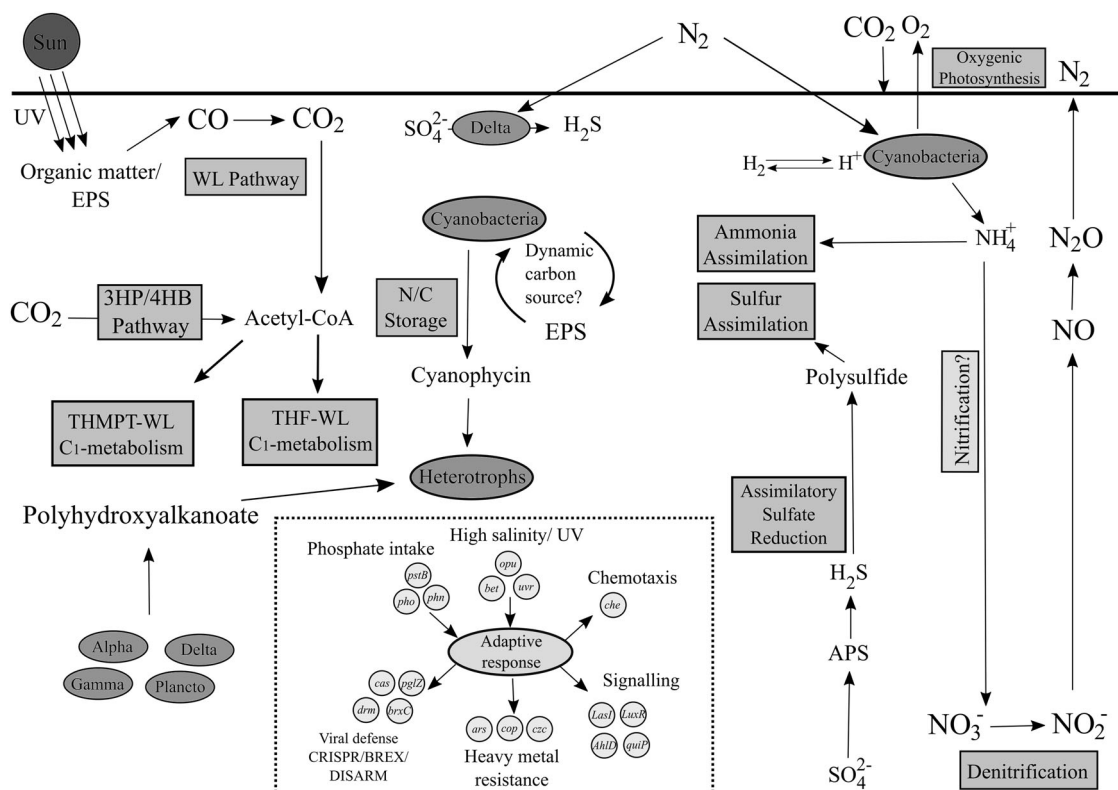 Sun
UV
Organic matter/
EPS
CO
CO2
WL Pathway
N2
SO4^2-
Delta
H2S
CO2
O2
Oxygenic
Photosynthesis
N2
H2
H+
Cyanobacteria
NH4+
N2O
NO
Ammonia
Assimilation
Sulfur
Assimilation
Polysulfide
Nitrification?
Cyanobacteria
Dynamic
carbon
source?
EPS
N/C
Storage
Cyanophycin
Heterotrophs
CO2
3HP/4HB
Pathway
Acetyl-CoA
THMPT-WL
C1-metabolism
THF-WL
C1-metabolism
Polyhydroxyalkanoate
Alpha
Delta
Gamma
Plancto
Assimilatory
Sulfate
Reduction
H2S
APS
SO4^2-
NO3-
NO2-
Denitrification
High salinity/ UV
opu
bet
uvr
Phosphate intake
pstB
pho
phn
Chemotaxis
che
Adaptive
response
cas
pglZ
drm
brxC
Viral defense
CRISPR/BREX/
DISARM
ars
cop
czc
Heavy metal
resistance
Signalling
LasI
LuxR
AhlD
quiP